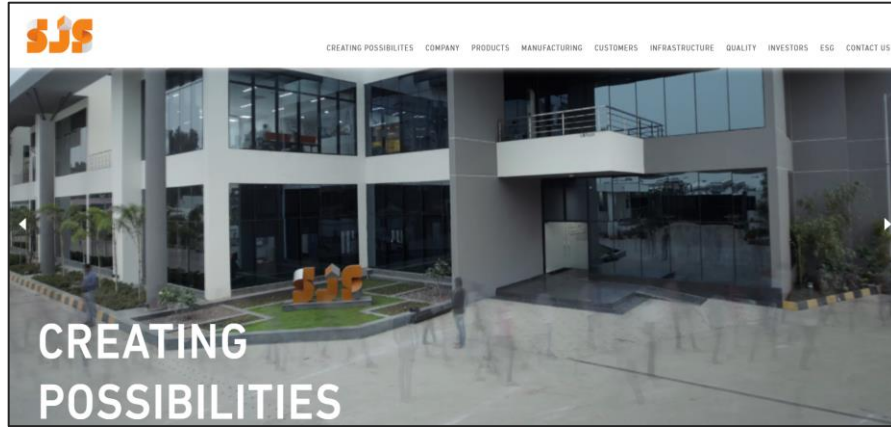 SJS
CREATING POSSIBILITES COMPANY PRODUCTS MANUFACTURING CUSTOMERS INFRASTRUCTURE QUALITY INVESTORS ESG CONTACT US
SJS
CREATING
POSSIBILITIES